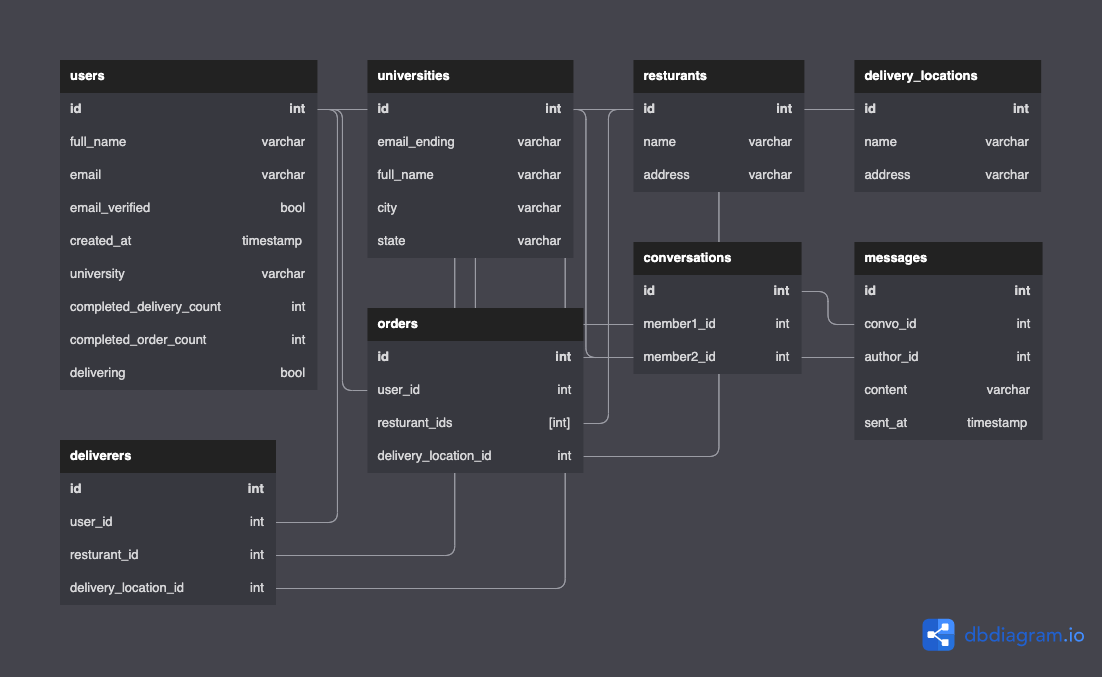 users
id int
full_name varchar
email varchar
email_verified bool
created_at timestamp
university varchar
completed_delivery_count int
completed_order_count int
delivering bool
universities
id int
email_ending varchar
full_name varchar
city varchar
state varchar
resturants
id int
name varchar
address varchar
delivery_locations
id int
name varchar
address varchar
orders
id int
user_id int
resturant_ids [int]
delivery_location_id int
conversations
id int
member1_id int
member2_id int
messages
id int
convo_id int
author_id int
content varchar
sent_at timestamp
deliverers
id int
user_id int
resturant_id int
delivery_location_id int
dbdiagram.io